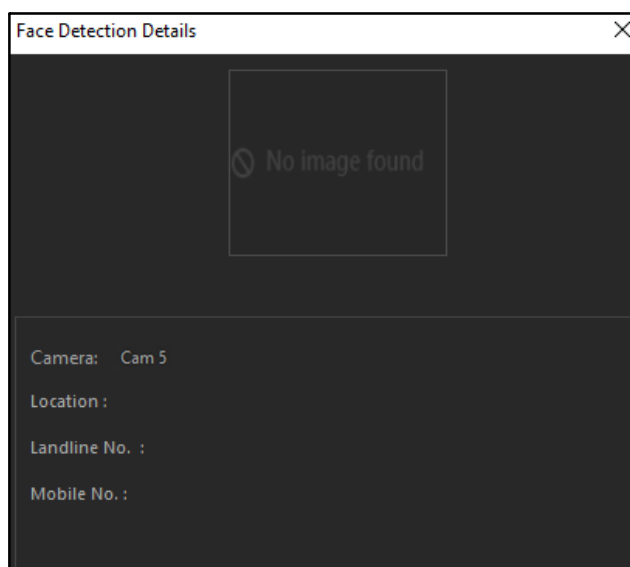 Face Detection Details
No image found
Camera: Cam 5
Location :
Landline No. :
Mobile No. :